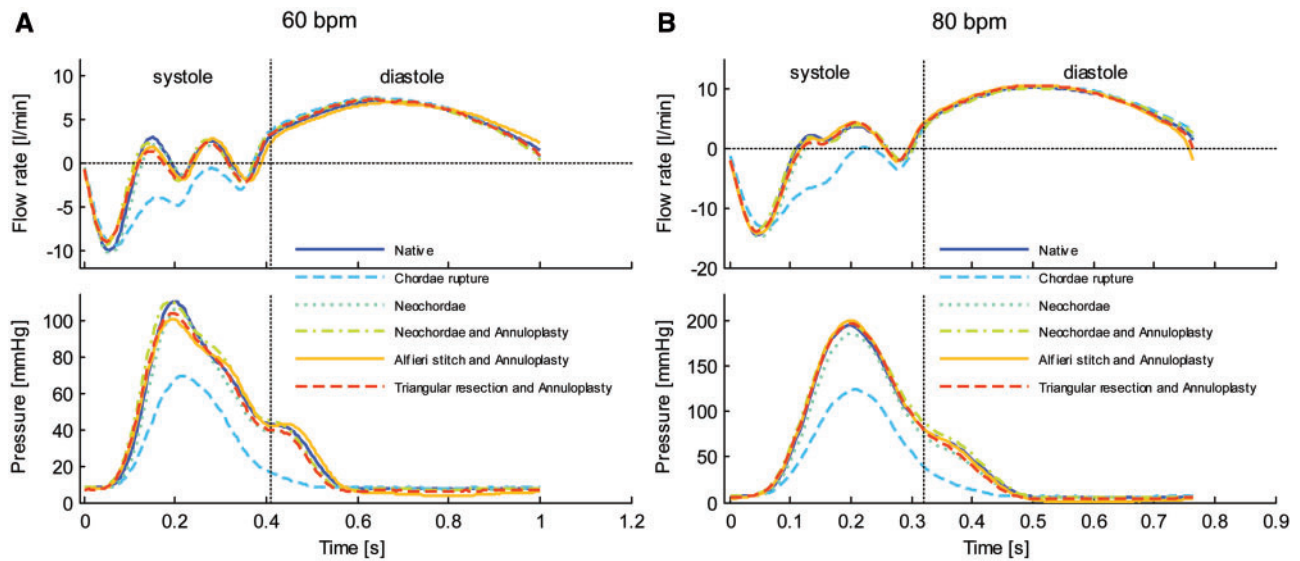 A
60 bpm
B
80 bpm
systole
diastole
Flow rate [l/min]
10
5
0
-5
-10
Native
Chordae rupture
Neochordae
Neochordae and Annuloplasty
Alfieri stitch and Annuloplasty
Triangular resection and Annuloplasty
Pressure [mmHg]
100
80
60
40
20
0
0
0.2
0.4
0.6
0.8
1
1.2
Time [s]
systole
diastole
Flow rate [l/min]
10
0
-10
-20
Native
Chordae rupture
Neochordae
Neochordae and Annuloplasty
Alfieri stitch and Annuloplasty
Triangular resection and Annuloplasty
Pressure [mmHg]
200
150
100
50
0
0
0.1
0.2
0.3
0.4
0.5
0.6
0.7
0.8
0.9
Time [s]